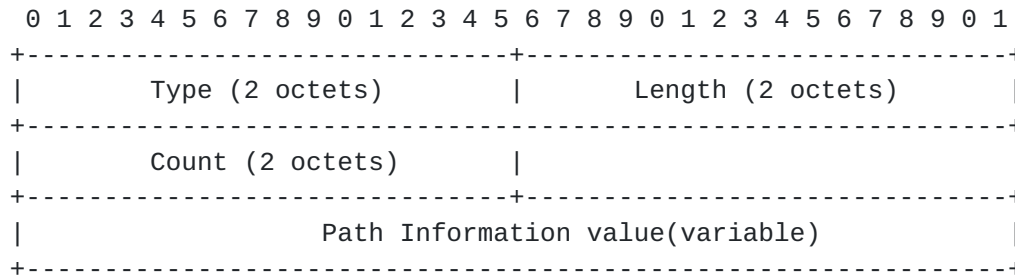 0 1 2 3 4 5 6 7 8 9 0 1 2 3 4 5 6 7 8 9 0 1 2 3 4 5 6 7 8 9 0 1
+-------------------------------+-------------------------------+
| Type (2 octets) | Length (2 octets) |
+---------------------------------------------------------------+
| Count (2 octets) |
+-------------------------------+-------------------------------+
| Path Information value(variable) |
+---------------------------------------------------------------+